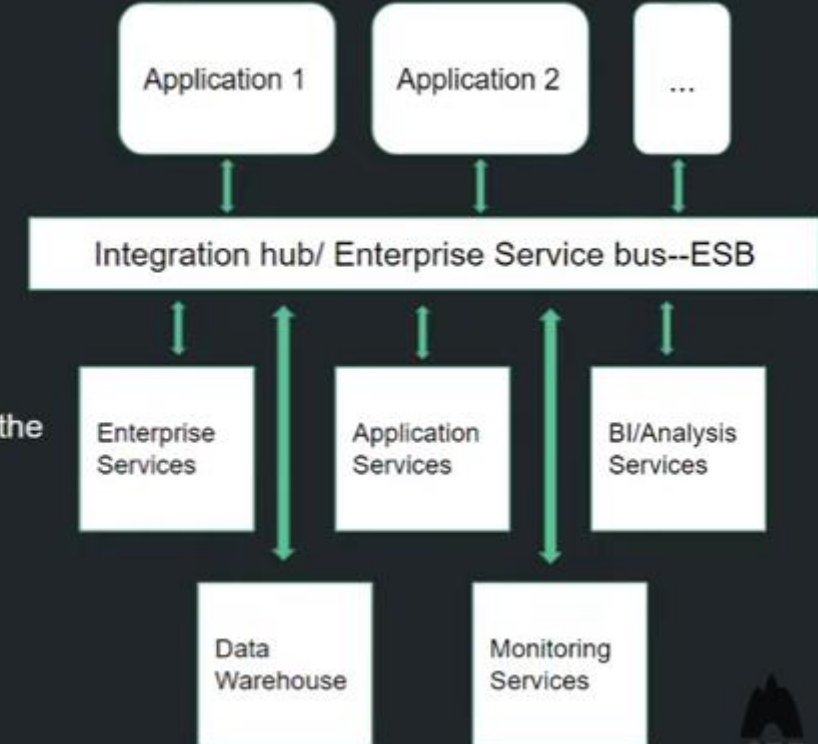 Application 1
Application 2
...
Integration hub/ Enterprise Service bus--ESB
the
Enterprise
Services
Application
Services
BI/Analysis
Services
Data
Warehouse
Monitoring
Services